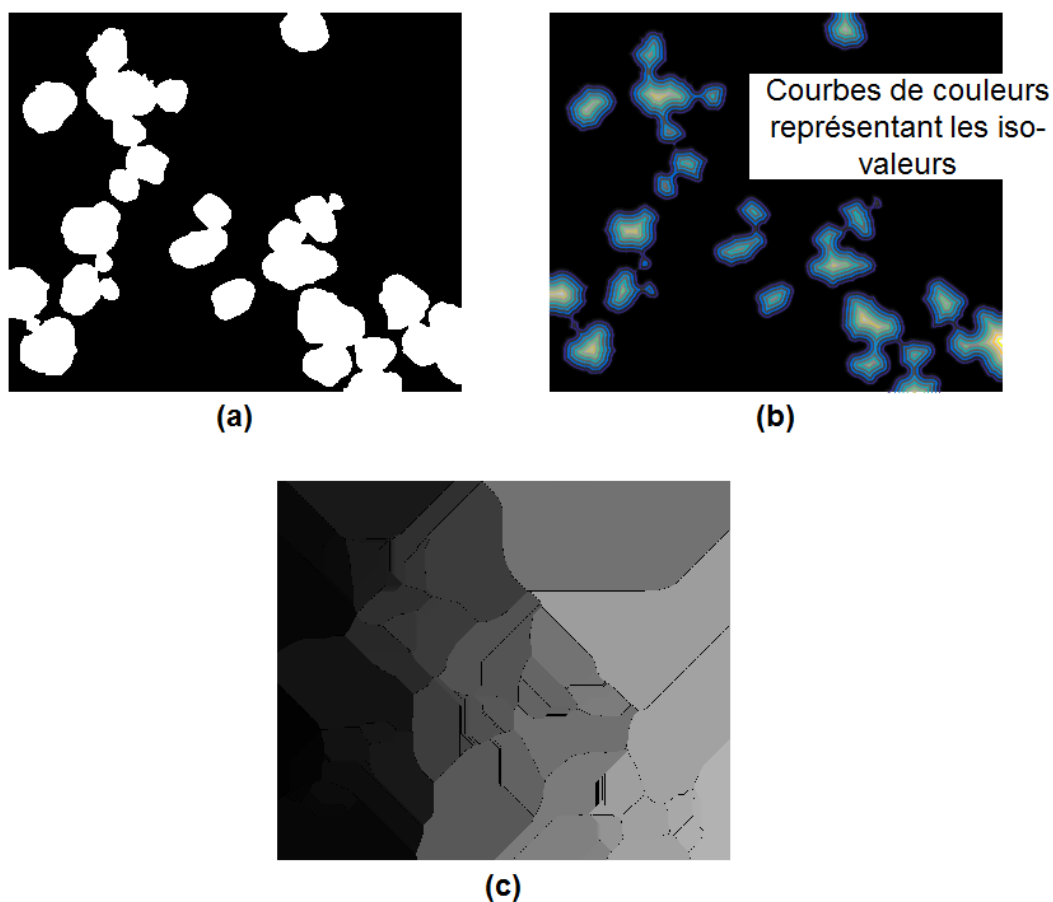 Courbes de couleurs
représentant les iso-
valeurs
(a)
(b)
(c)